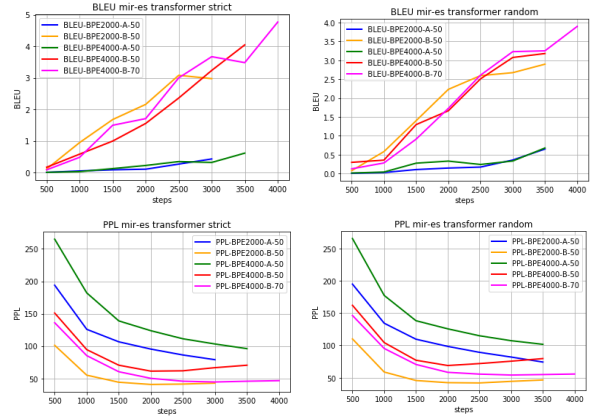 BLEU mir-es transformer strict
5
4
3
2
1
0
BLEU
BLEU-BPE2000-A-50
BLEU-BPE2000-B-50
BLEU-BPE4000-A-50
BLEU-BPE4000-B-50
BLEU-BPE4000-B-70
500 1000 1500 2000 2500 3000 3500 4000
steps
BLEU mir-es transformer random
4.0
3.5
3.0
2.5
2.0
1.5
1.0
0.5
0.0
BLEU
BLEU-BPE2000-A-50
BLEU-BPE2000-B-50
BLEU-BPE4000-A-50
BLEU-BPE4000-B-50
BLEU-BPE4000-B-70
500 1000 1500 2000 2500 3000 3500 4000
steps
PPL mir-es transformer strict
250
200
150
100
50
PPL
PPL-BPE2000-A-50
PPL-BPE2000-B-50
PPL-BPE4000-A-50
PPL-BPE4000-B-50
PPL-BPE4000-B-70
500 1000 1500 2000 2500 3000 3500 4000
steps
PPL mir-es transformer random
250
200
150
100
50
PPL
PPL-BPE2000-A-50
PPL-BPE2000-B-50
PPL-BPE4000-A-50
PPL-BPE4000-B-50
PPL-BPE4000-B-70
500 1000 1500 2000 2500 3000 3500 4000
steps